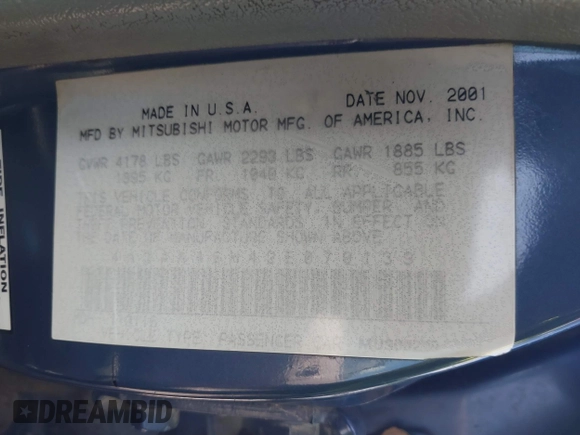 MADE IN U.S.A. DATE NOV. 2001
MFD BY MITSUBISHI MOTOR MFG. OF AMERICA, INC.
GVWR 4178 LBS GAWR 2293 LBS GAWR 1885 LBS
1895 KG FR 1040 KG RR 855 KG
THIS VEHICLE CONFORMS TO ALL APPLICABLE
FEDERAL MOTOR VEHICLE SAFETY, BUMPER AND
THEFT PREVENTION STANDARDS IN EFFECT ON
THE DATE OF MANUFACTURE SHOWN ABOVE
TYPE: PASSENGER
TIRE INFLATION
DREAMBID